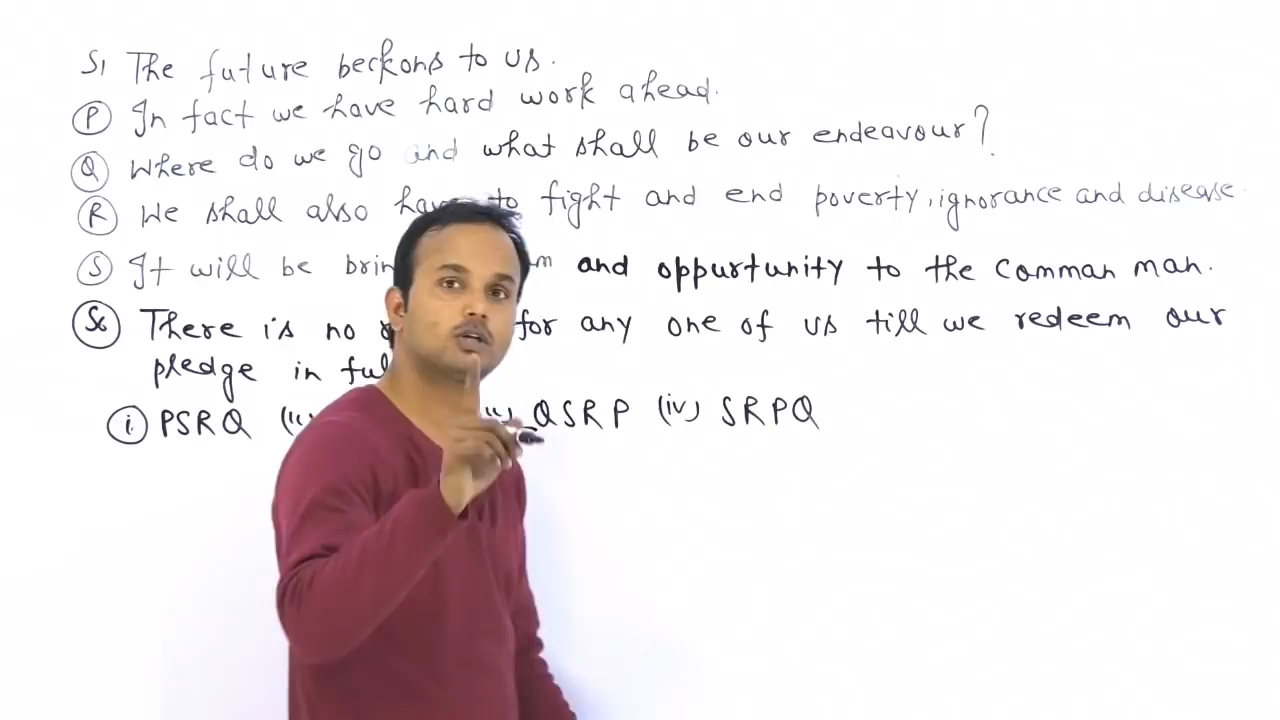 S1 The future beckons to us.
P In fact we have hard work ahead.
Q Where do we go and what shall be our endeavour?
R We shall also have to fight and end poverty, ignorance and disease.
S It will be and oppurtunity to the Comman man.
S6 There is no for any one of us till we redeem our
pledge in
i. PSRQ (ii) QSRP (iv) SRPQ